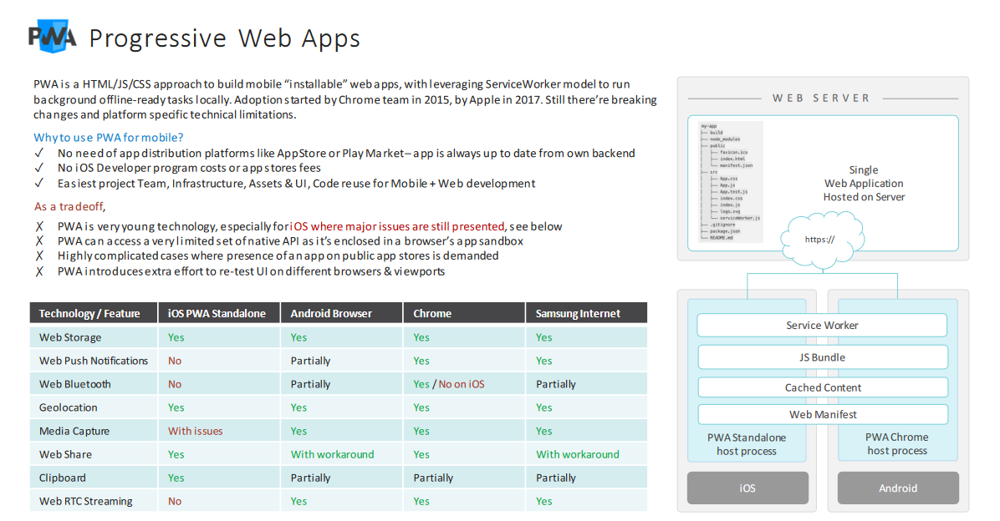 PWA Progressive Web Apps
PWA is a HTML/JS/CSS approach to build mobile “installable” web apps, with leveraging ServiceWorker model to run
background offline-ready tasks locally. Adoption started by Chrome team in 2015, by Apple in 2017. Still there’re breaking
changes and platform specific technical limitations.
Why to use PWA for mobile?
✓ No need of app distribution platforms like AppStore or Play Market – app is always up to date from own backend
✓ No iOS Developer program costs or app stores fees
✓ Easiest project Team, Infrastructure, Assets & UI, Code reuse for Mobile + Web development
As a tradeoff,
✗ PWA is very young technology, especially for iOS where major issues are still presented, see below
✗ PWA can access a very limited set of native API as it’s enclosed in a browser’s app sandbox
✗ Highly complicated cases where presence of an app on public app stores is demanded
✗ PWA introduces extra effort to re-test UI on different browsers & viewports
Technology / Feature iOS PWA Standalone Android Browser Chrome Samsung Internet
Web Storage Yes Yes Yes Yes
Web Push Notifications No Partially Yes Yes
Web Bluetooth No Partially Yes / No on iOS Partially
Geolocation Yes Yes Yes Yes
Media Capture With issues Yes Yes Yes
Web Share Yes With workaround Yes With workaround
Clipboard Yes Partially Partially Partially
Web RTC Streaming No Yes Yes Yes
WEB SERVER
my-app
build
node_modules
public
favicon.ico
index.html
manifest.json
src
App.css
App.js
App.test.js
index.css
index.js
logo.svg
serviceWorker.js
.gitignore
package.json
README.md
Single
Web Application
Hosted on Server
https://
Service Worker
JS Bundle
Cached Content
Web Manifest
PWA Standalone
host process
PWA Chrome
host process
iOS
Android